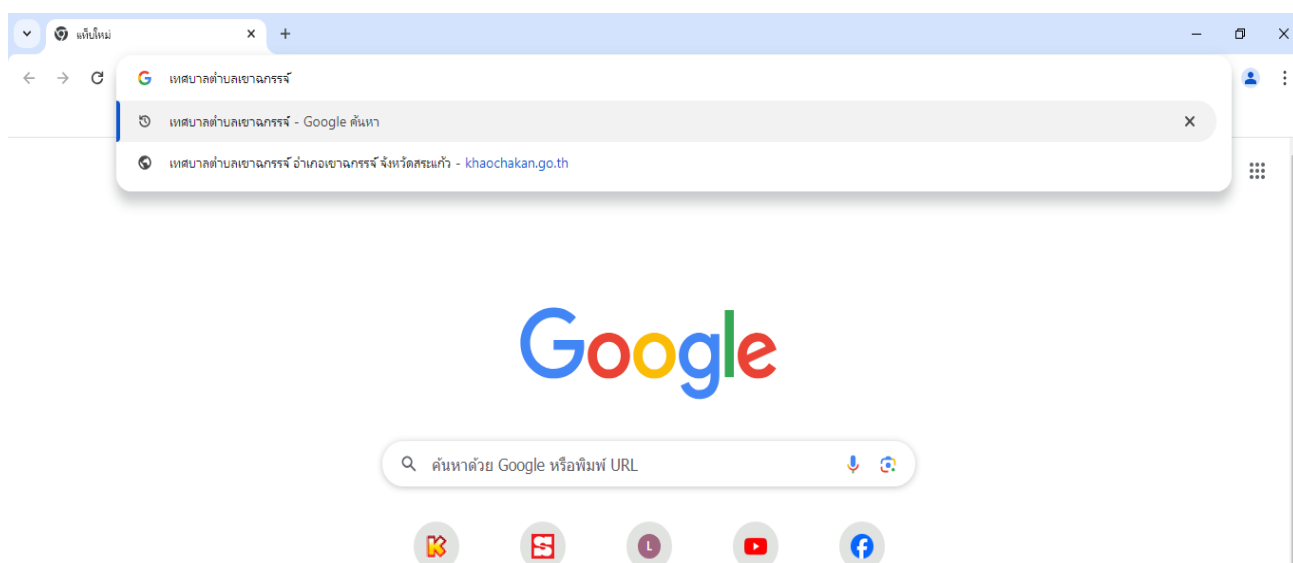 แท็บใหม่
เทศบาลตำบลเขาฉกรรจ์
เทศบาลตำบลเขาฉกรรจ์ - Google ค้นหา
เทศบาลตำบลเขาฉกรรจ์ อำเภอเขาฉกรรจ์ จังหวัดสระแก้ว - khaochakan.go.th
Google
ค้นหาด้วย Google หรือพิมพ์ URL
K S L